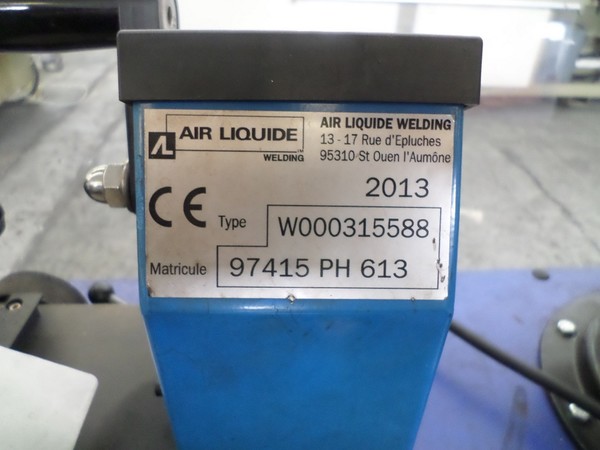 AIR LIQUIDE
WELDING
AIR LIQUIDE WELDING
13 - 17 Rue d'Epluches
95310-St Ouen l'Aumône
2013
CE
Type W000315588
Matricule 97415 PH 613